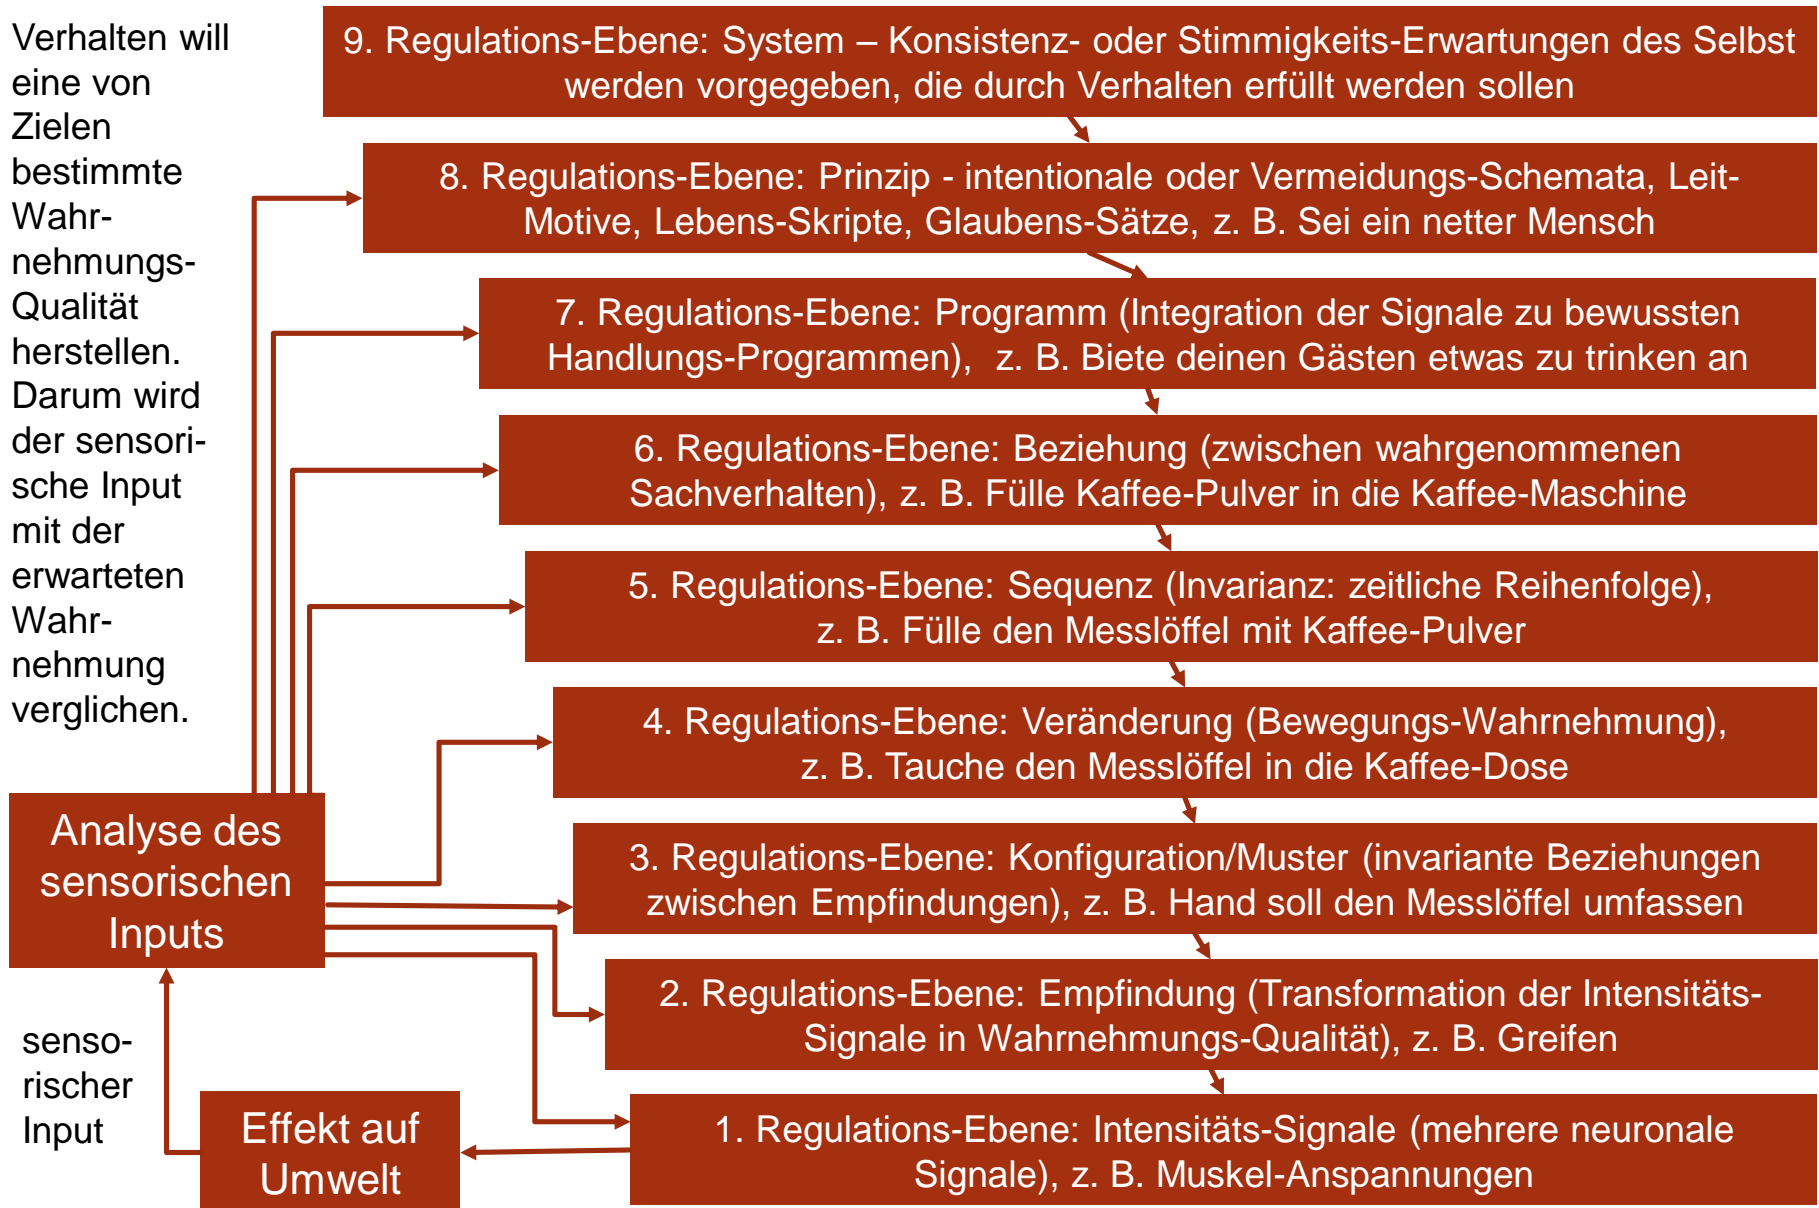 Verhalten will
eine von
Zielen
bestimmte
Wahr-
nehmungs-
Qualität
herstellen.
Darum wird
der sensori-
sche Input
mit der
erwarteten
Wahr-
nehmung
verglichen.
9. Regulations-Ebene: System – Konsistenz- oder Stimmigkeits-Erwartungen des Selbst
werden vorgegeben, die durch Verhalten erfüllt werden sollen
8. Regulations-Ebene: Prinzip - intentionale oder Vermeidungs-Schemata, Leit-
Motive, Lebens-Skripte, Glaubens-Sätze, z. B. Sei ein netter Mensch
7. Regulations-Ebene: Programm (Integration der Signale zu bewussten
Handlungs-Programmen), z. B. Biete deinen Gästen etwas zu trinken an
6. Regulations-Ebene: Beziehung (zwischen wahrgenommenen
Sachverhalten), z. B. Fülle Kaffee-Pulver in die Kaffee-Maschine
5. Regulations-Ebene: Sequenz (Invarianz: zeitliche Reihenfolge),
z. B. Fülle den Messlöffel mit Kaffee-Pulver
4. Regulations-Ebene: Veränderung (Bewegungs-Wahrnehmung),
z. B. Tauche den Messlöffel in die Kaffee-Dose
3. Regulations-Ebene: Konfiguration/Muster (invariante Beziehungen
zwischen Empfindungen), z. B. Hand soll den Messlöffel umfassen
2. Regulations-Ebene: Empfindung (Transformation der Intensitäts-
Signale in Wahrnehmungs-Qualität), z. B. Greifen
1. Regulations-Ebene: Intensitäts-Signale (mehrere neuronale
Signale), z. B. Muskel-Anspannungen
Analyse des
sensorischen
Inputs
senso-
rischer
Input
Effekt auf
Umwelt